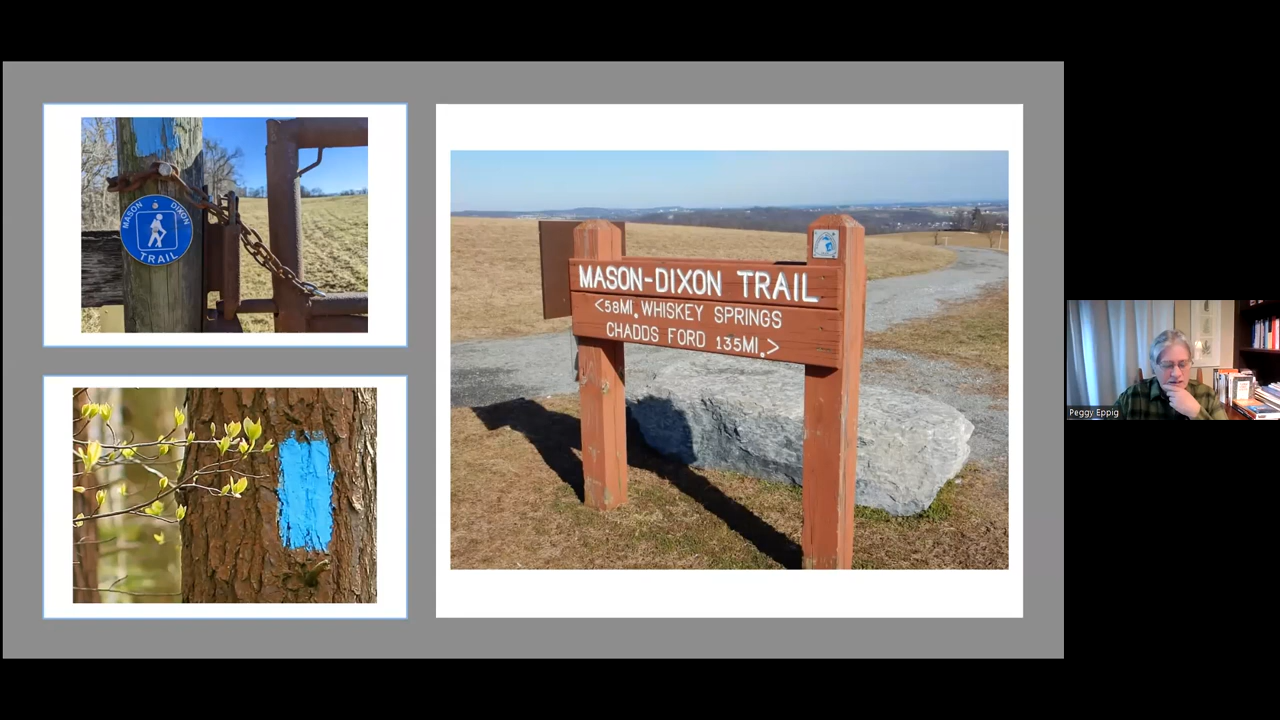 MASON DIXON
TRAIL
MASON-DIXON TRAIL
<58MI. WHISKEY SPRINGS
CHADDS FORD 135MI.>
Peggy Eppig